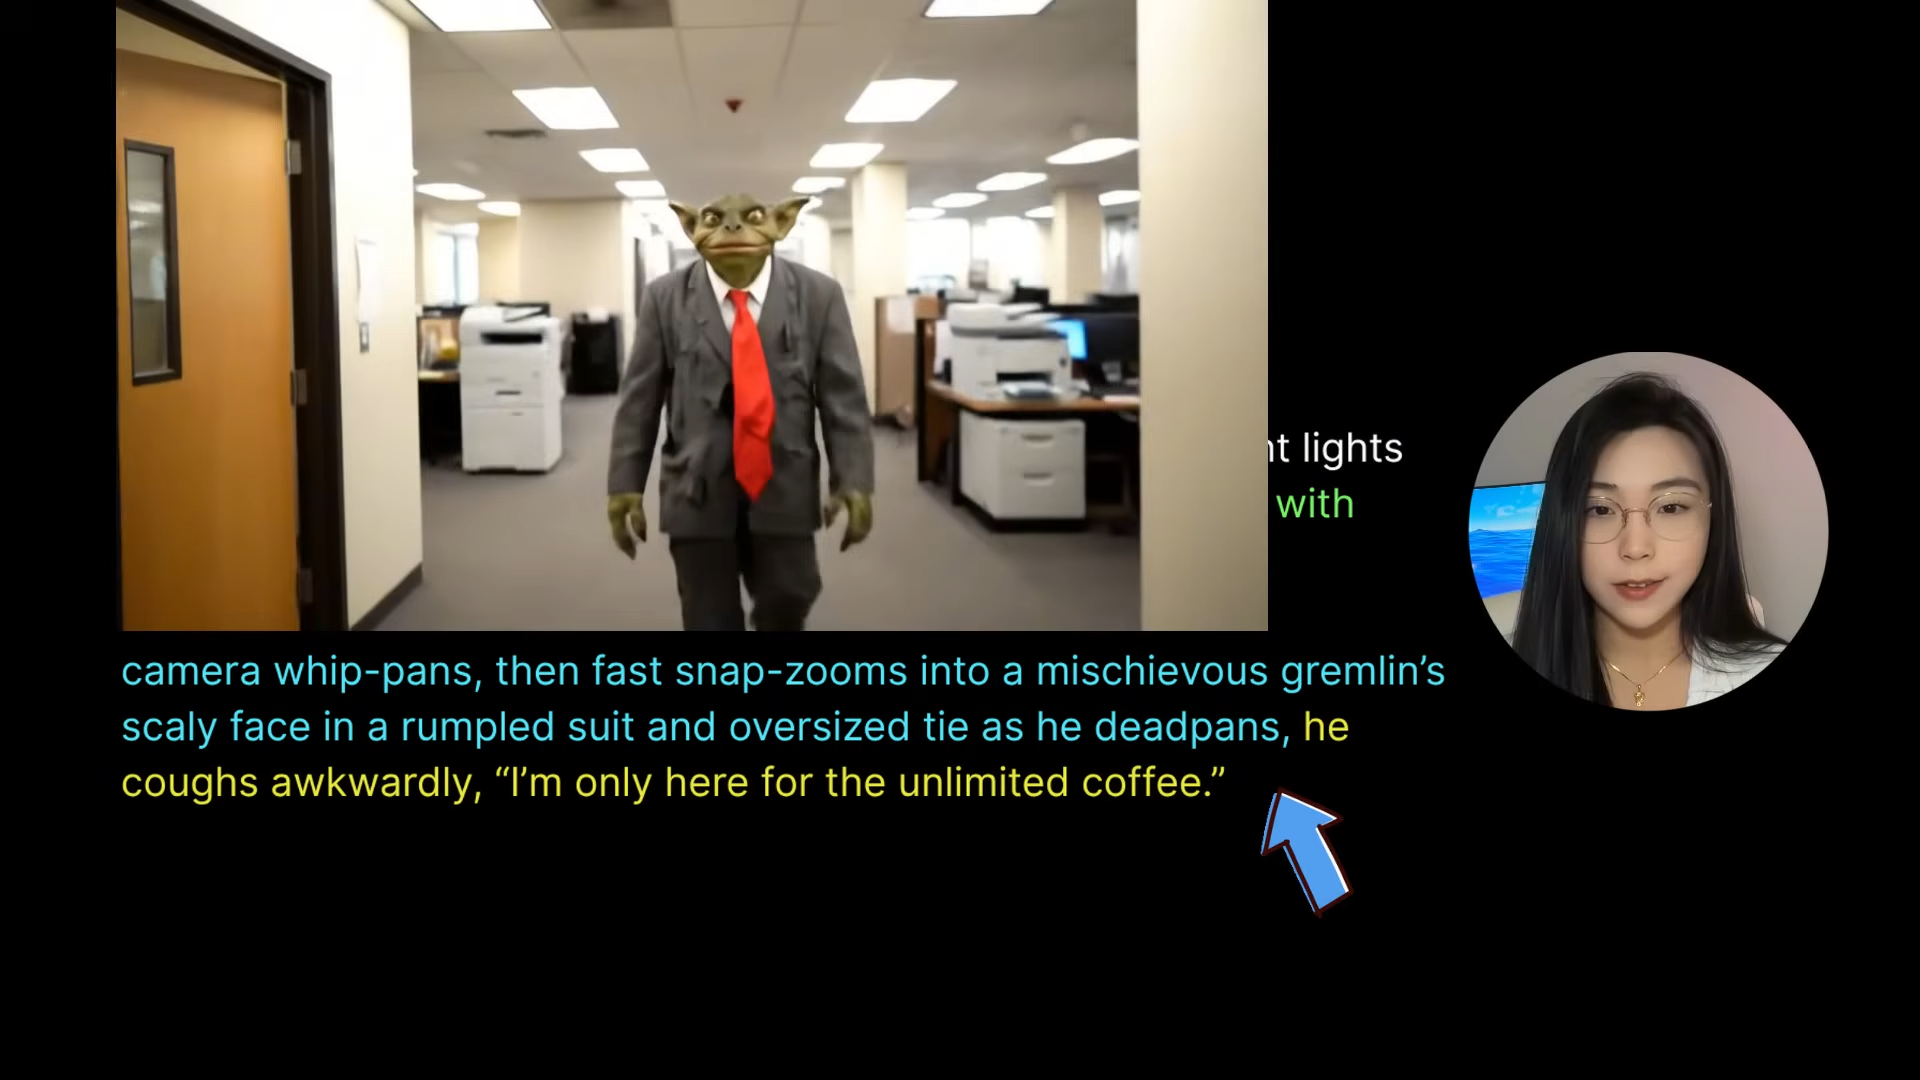 lights
with
camera whip-pans, then fast snap-zooms into a mischievous gremlin’s
scaly face in a rumpled suit and oversized tie as he deadpans, he
coughs awkwardly, “I’m only here for the unlimited coffee.”